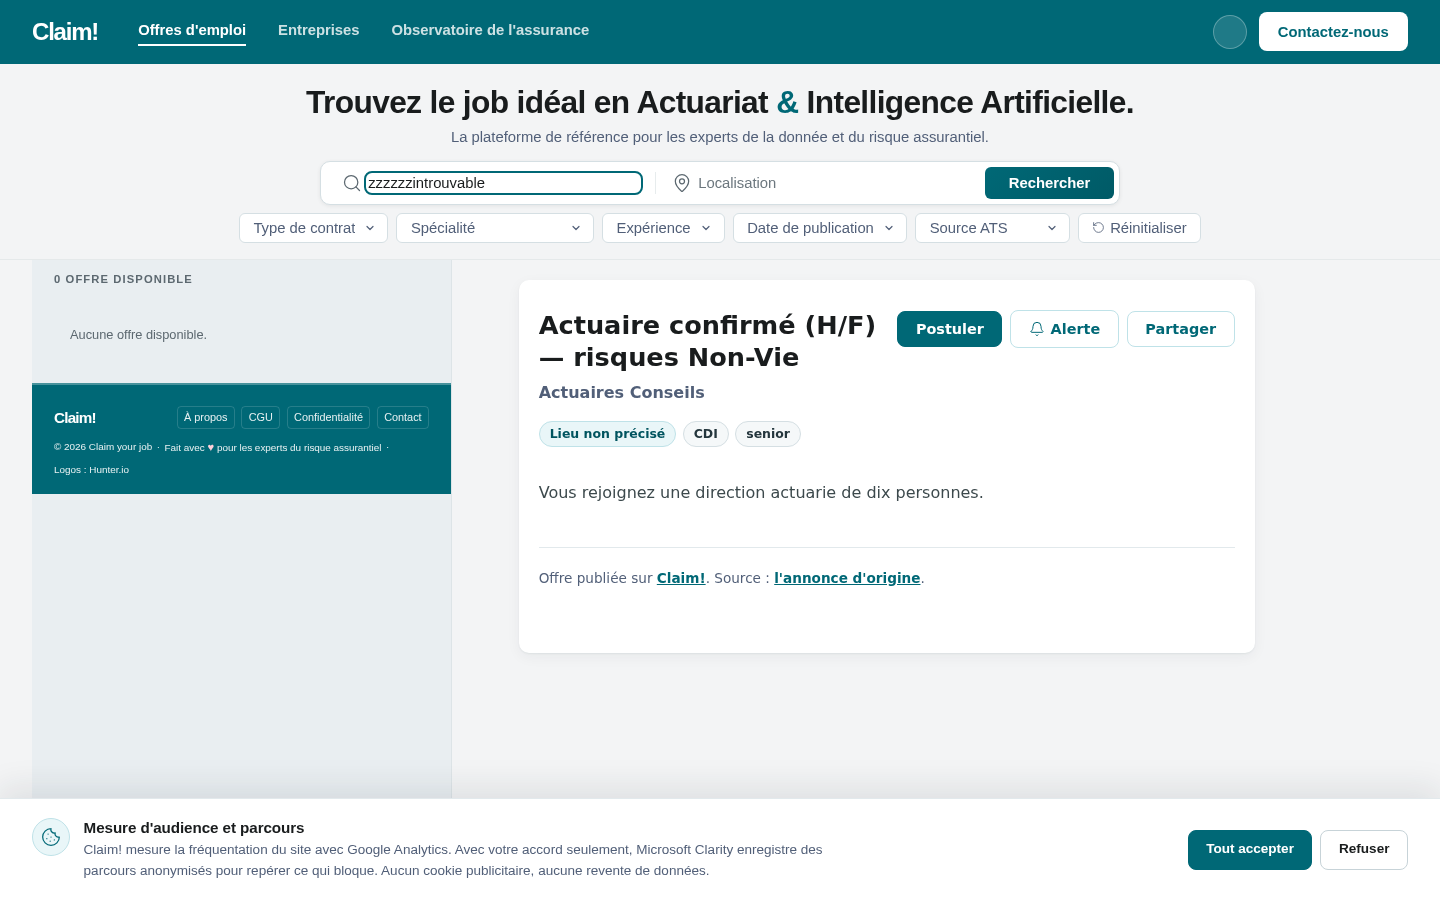 Claim!
Offres d'emploi
Entreprises
Observatoire de l'assurance
Contactez-nous
Trouvez le job idéal en Actuariat & Intelligence Artificielle.
La plateforme de référence pour les experts de la donnée et du risque assurantiel.
zzzzzzintrouvable
Localisation
Rechercher
Type de contrat
Spécialité
Expérience
Date de publication
Source ATS
Réinitialiser
0 OFFRE DISPONIBLE
Aucune offre disponible.
Claim!
À propos
CGU
Confidentialité
Contact
© 2026 Claim your job · Fait avec ♥ pour les experts du risque assurantiel ·
Logos : Hunter.io
Actuaire confirmé (H/F)
— risques Non-Vie
Postuler
Alerte
Partager
Actuaires Conseils
Lieu non précisé
CDI
senior
Vous rejoignez une direction actuarie de dix personnes.
Offre publiée sur Claim!. Source : l'annonce d'origine.
Mesure d'audience et parcours
Claim! mesure la fréquentation du site avec Google Analytics. Avec votre accord seulement, Microsoft Clarity enregistre des
parcours anonymisés pour repérer ce qui bloque. Aucun cookie publicitaire, aucune revente de données.
Tout accepter
Refuser